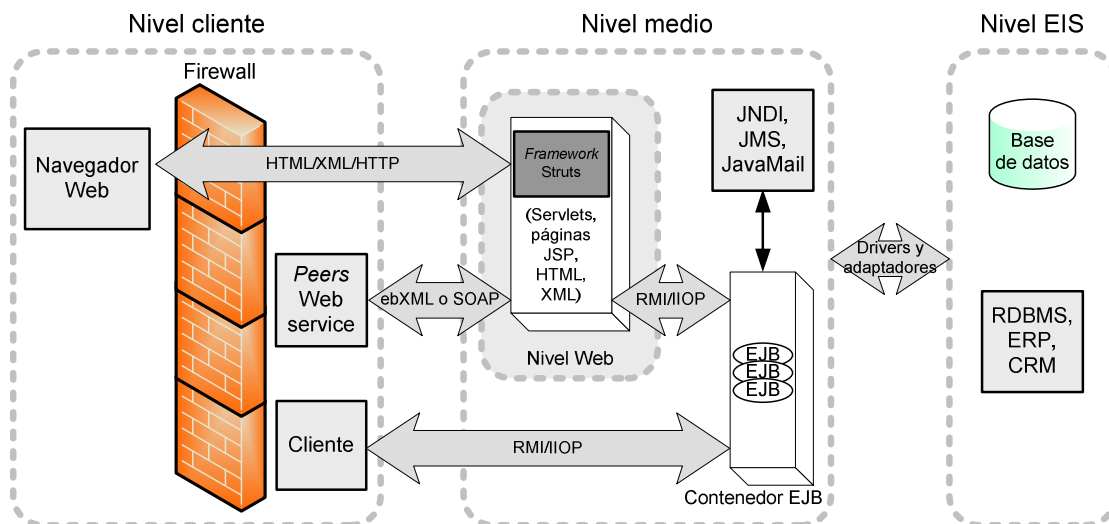 Nivel cliente
Nivel medio
Nivel EIS
Firewall
Navegador
Web
HTML/XML/HTTP
Framework
Struts
(Servlets,
páginas
JSP,
HTML,
XML)
Nivel Web
JNDI,
JMS,
JavaMail
Base
de datos
Peers
Web
service
ebXML o SOAP
RMI/IIOP
Drivers y
adaptadores
EJB
EJB
EJB
RDBMS,
ERP,
CRM
Cliente
RMI/IIOP
Contenedor EJB